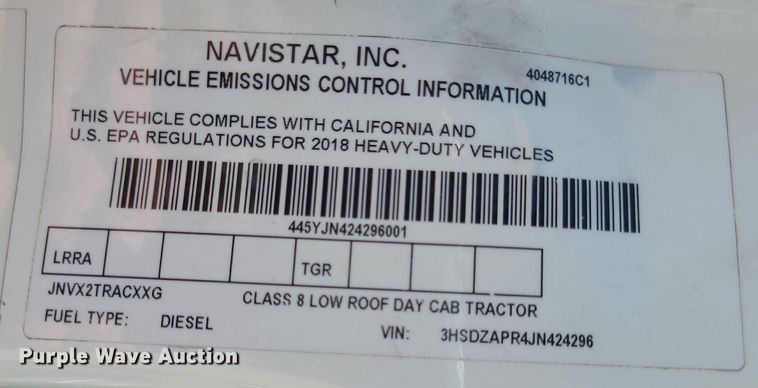 NAVISTAR, INC.
4048716C1
VEHICLE EMISSIONS CONTROL INFORMATION
THIS VEHICLE COMPLIES WITH CALIFORNIA AND
U.S. EPA REGULATIONS FOR 2018 HEAVY-DUTY VEHICLES
445YJN424296001
LRRA TGR
JNVX2TRACXXG CLASS 8 LOW ROOF DAY CAB TRACTOR
FUEL TYPE: DIESEL VIN: 3HSDZAPR4JN424296
Purple Wave Auction